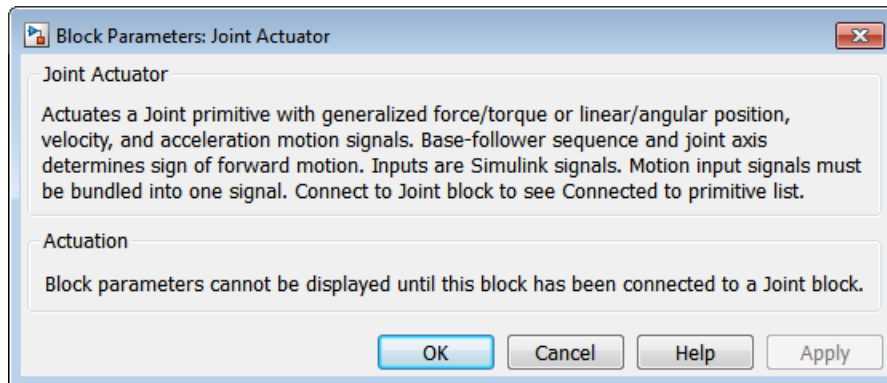 Block Parameters: Joint Actuator
Joint Actuator
Actuates a Joint primitive with generalized force/torque or linear/angular position,
velocity, and acceleration motion signals. Base-follower sequence and joint axis
determines sign of forward motion. Inputs are Simulink signals. Motion input signals must
be bundled into one signal. Connect to Joint block to see Connected to primitive list.
Actuation
Block parameters cannot be displayed until this block has been connected to a Joint block.
OK Cancel Help Apply